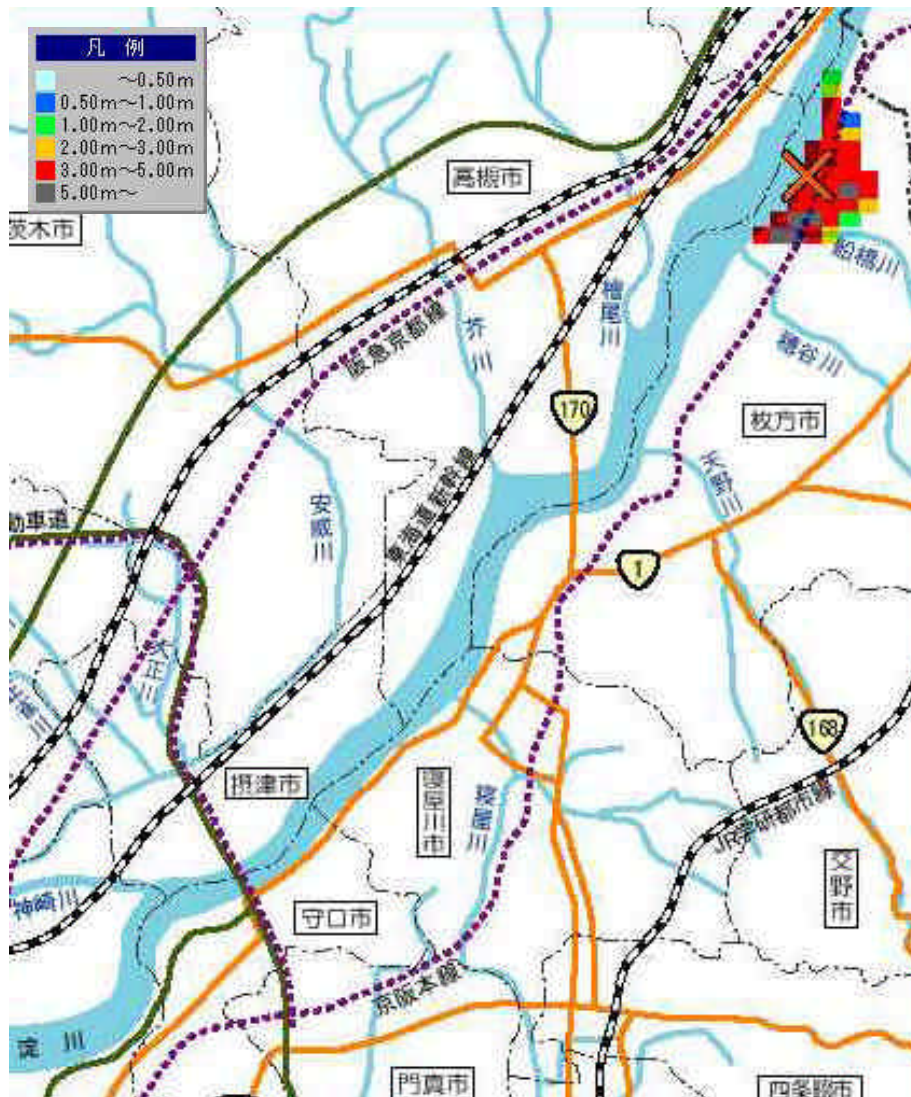 凡 例
～0.50m
0.50m～1.00m
1.00m～2.00m
2.00m～3.00m
3.00m～5.00m
5.00m～
高槻市
茨木市
船橋川
穂谷川
檜尾川
芥川
阪急京都線
170
枚方市
天野川
東海道新幹線
安威川
動車道
1
大正川
168
摂津市
寝屋川市
寝屋川
JR学研都市線
交野市
神崎川
守口市
京阪本線
淀川
門真市
四条畷市